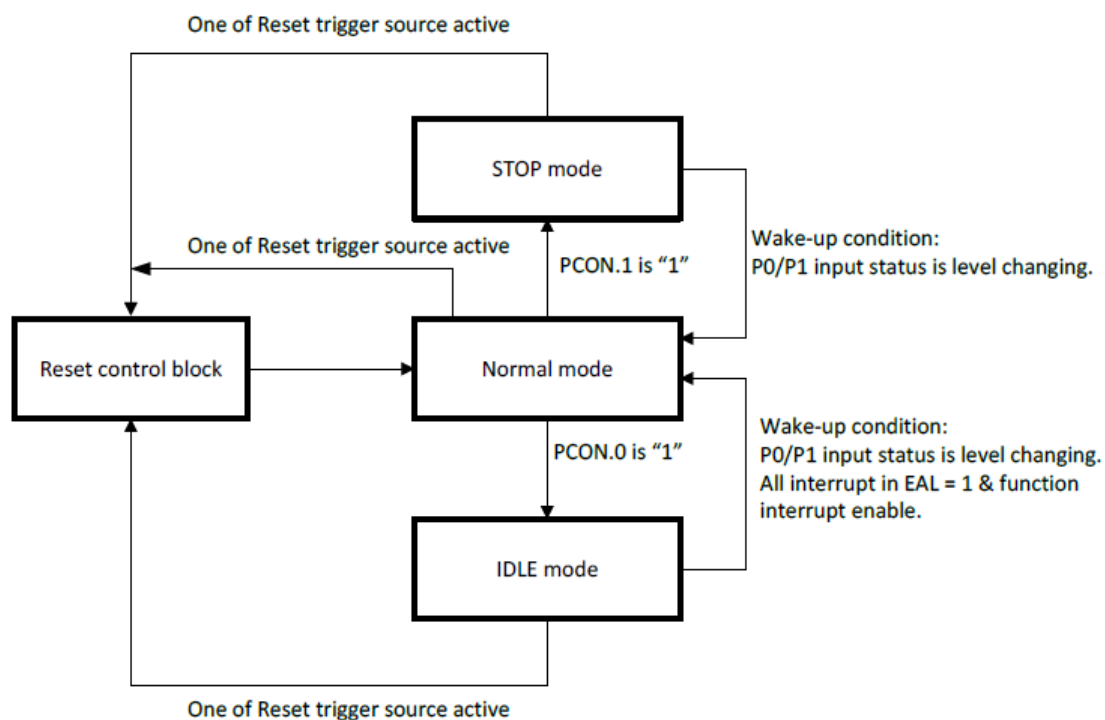 One of Reset trigger source active
STOP mode
Wake-up condition:
P0/P1 input status is level changing.
One of Reset trigger source active
PCON.1 is “1”
Reset control block
Normal mode
PCON.0 is “1”
Wake-up condition:
P0/P1 input status is level changing.
All interrupt in EAL = 1 & function
interrupt enable.
IDLE mode
One of Reset trigger source active